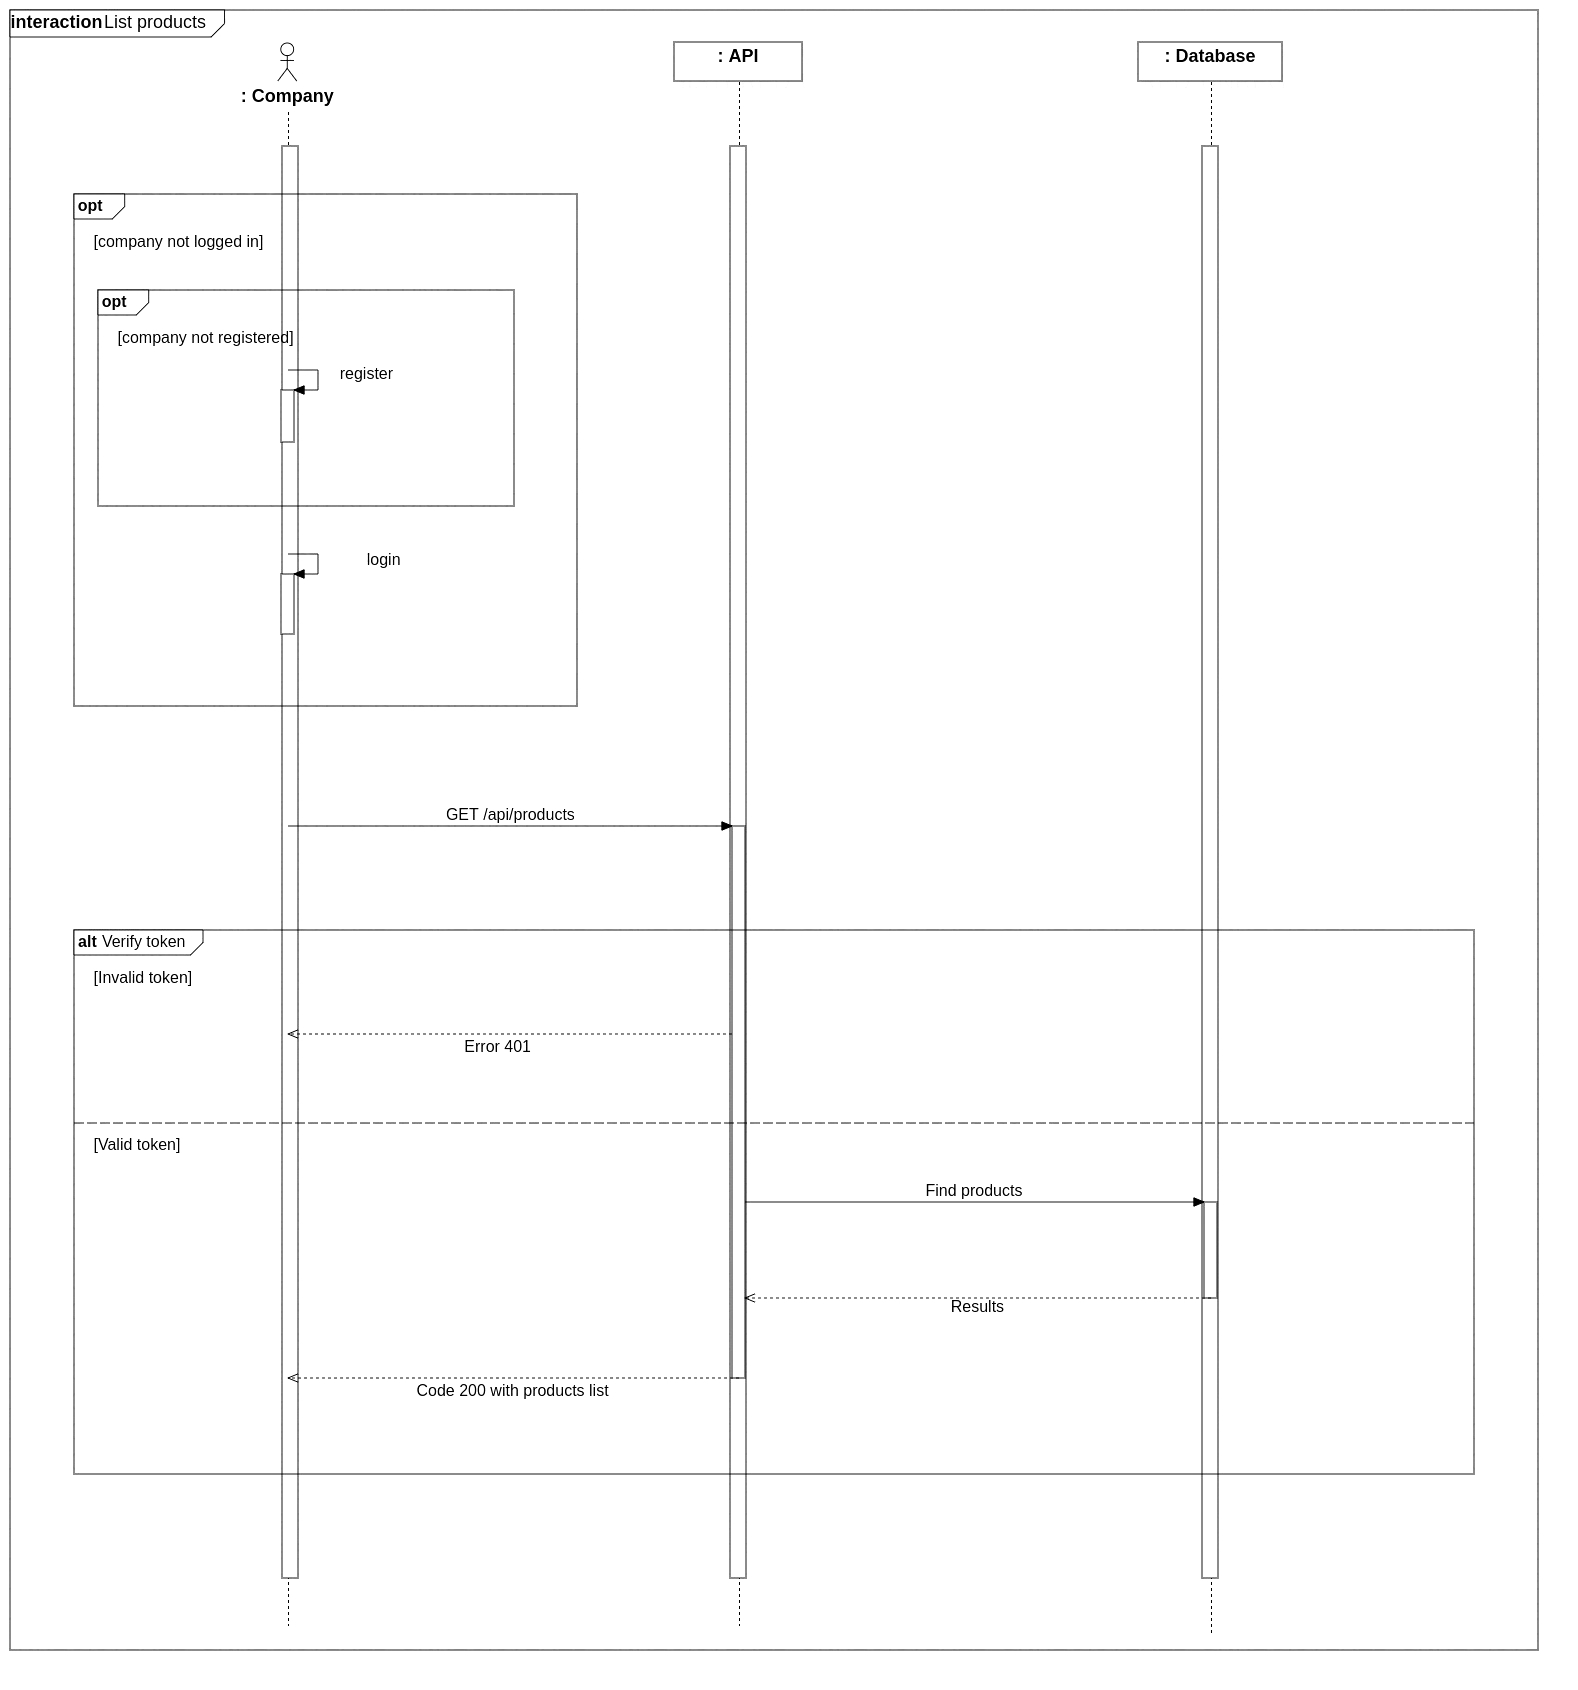 interaction List products
: Company
: API
: Database
opt
[company not logged in]
opt
[company not registered]
register
login
GET /api/products
alt Verify token
[Invalid token]
Error 401
[Valid token]
Find products
Results
Code 200 with products list